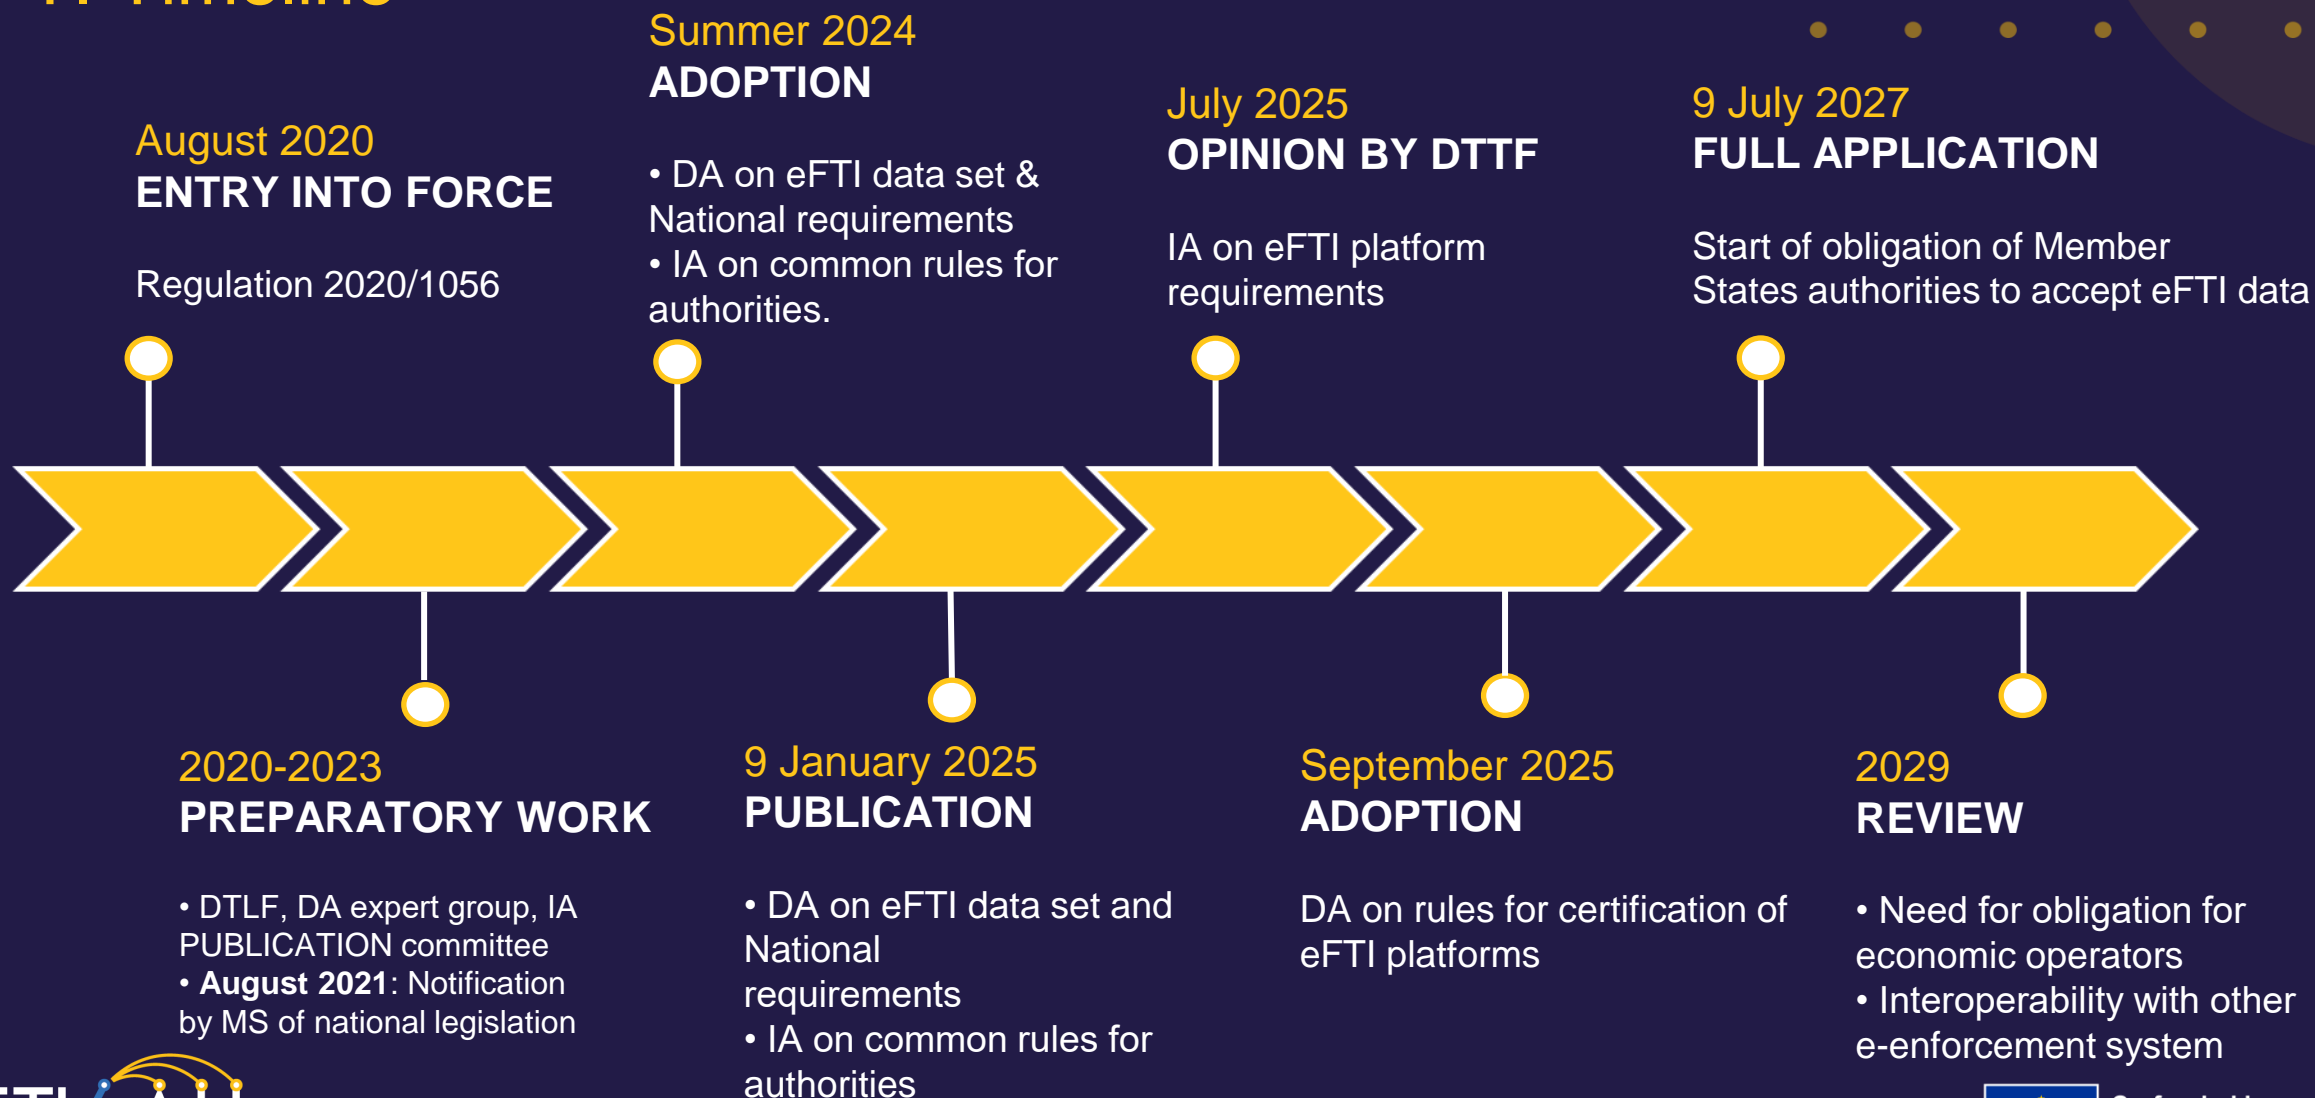 Timeline
August 2020
ENTRY INTO FORCE
Regulation 2020/1056
Summer 2024
ADOPTION
• DA on eFTI data set &
National requirements
• IA on common rules for
authorities.
July 2025
OPINION BY DTTF
IA on eFTI platform
requirements
9 July 2027
FULL APPLICATION
Start of obligation of Member
States authorities to accept eFTI data
2020-2023
PREPARATORY WORK
• DTLF, DA expert group, IA
PUBLICATION committee
• August 2021: Notification
by MS of national legislation
9 January 2025
PUBLICATION
• DA on eFTI data set and
National
requirements
• IA on common rules for
authorities
September 2025
ADOPTION
DA on rules for certification of
eFTI platforms
2029
REVIEW
• Need for obligation for
economic operators
• Interoperability with other
e-enforcement system